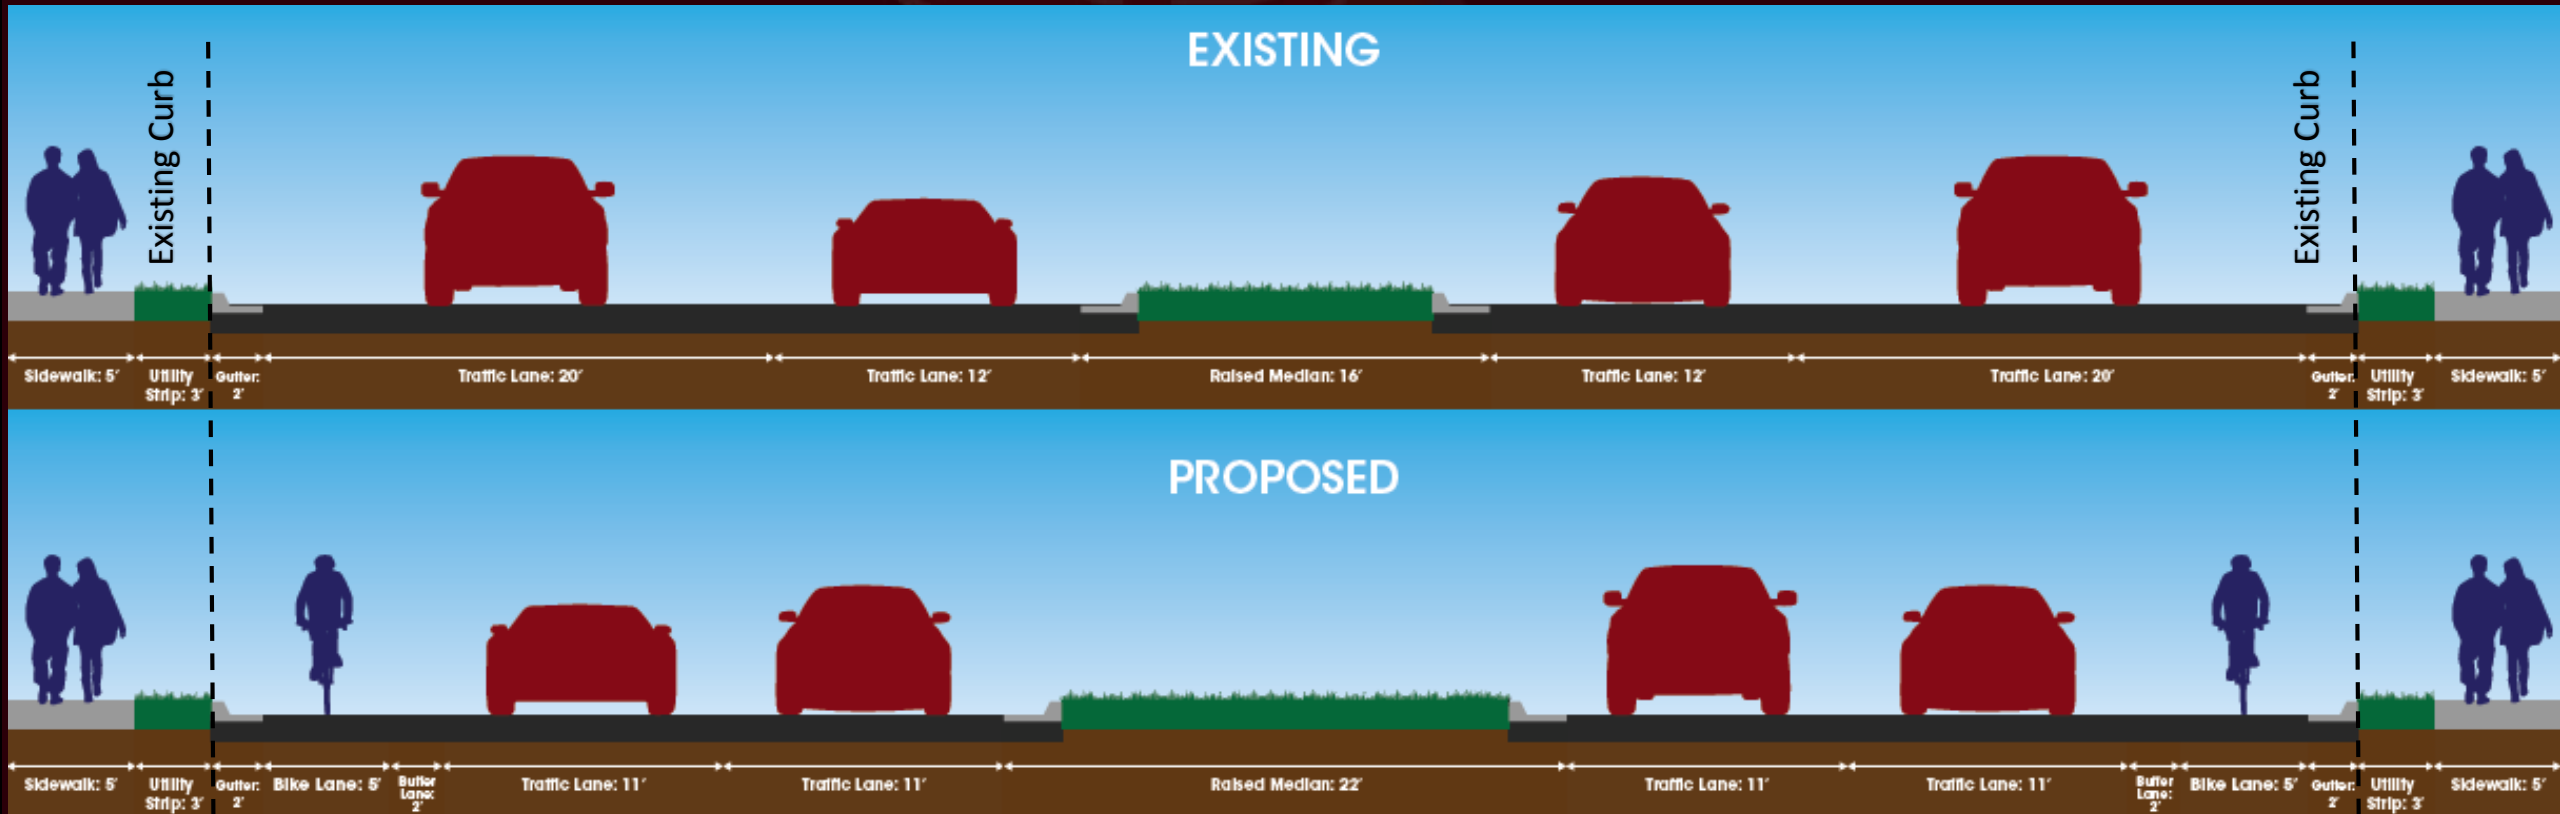 EXISTING
Existing Curb
Existing Curb
Sidewalk: 5′
Utility
Strip: 3′
Gutter:
2′
Traffic Lane: 20′
Traffic Lane: 12′
Raised Median: 16′
Traffic Lane: 12′
Traffic Lane: 20′
Gutter:
2′
Utility
Strip: 3′
Sidewalk: 5′
PROPOSED
Sidewalk: 5′
Utility
Strip: 3′
Gutter:
2′
Bike Lane: 5′
Buffer
Lane:
2′
Traffic Lane: 11′
Traffic Lane: 11′
Raised Median: 22′
Traffic Lane: 11′
Traffic Lane: 11′
Buffer
Lane:
2′
Bike Lane: 5′
Gutter:
2′
Utility
Strip: 3′
Sidewalk: 5′